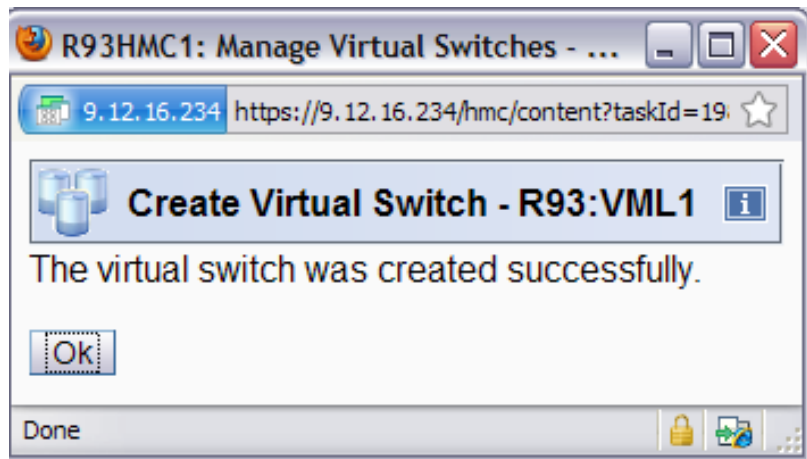 R93HMC1: Manage Virtual Switches - ...
9.12.16.234 https://9.12.16.234/hmc/content?taskId=19
Create Virtual Switch - R93:VML1 i
The virtual switch was created successfully.
Ok
Done